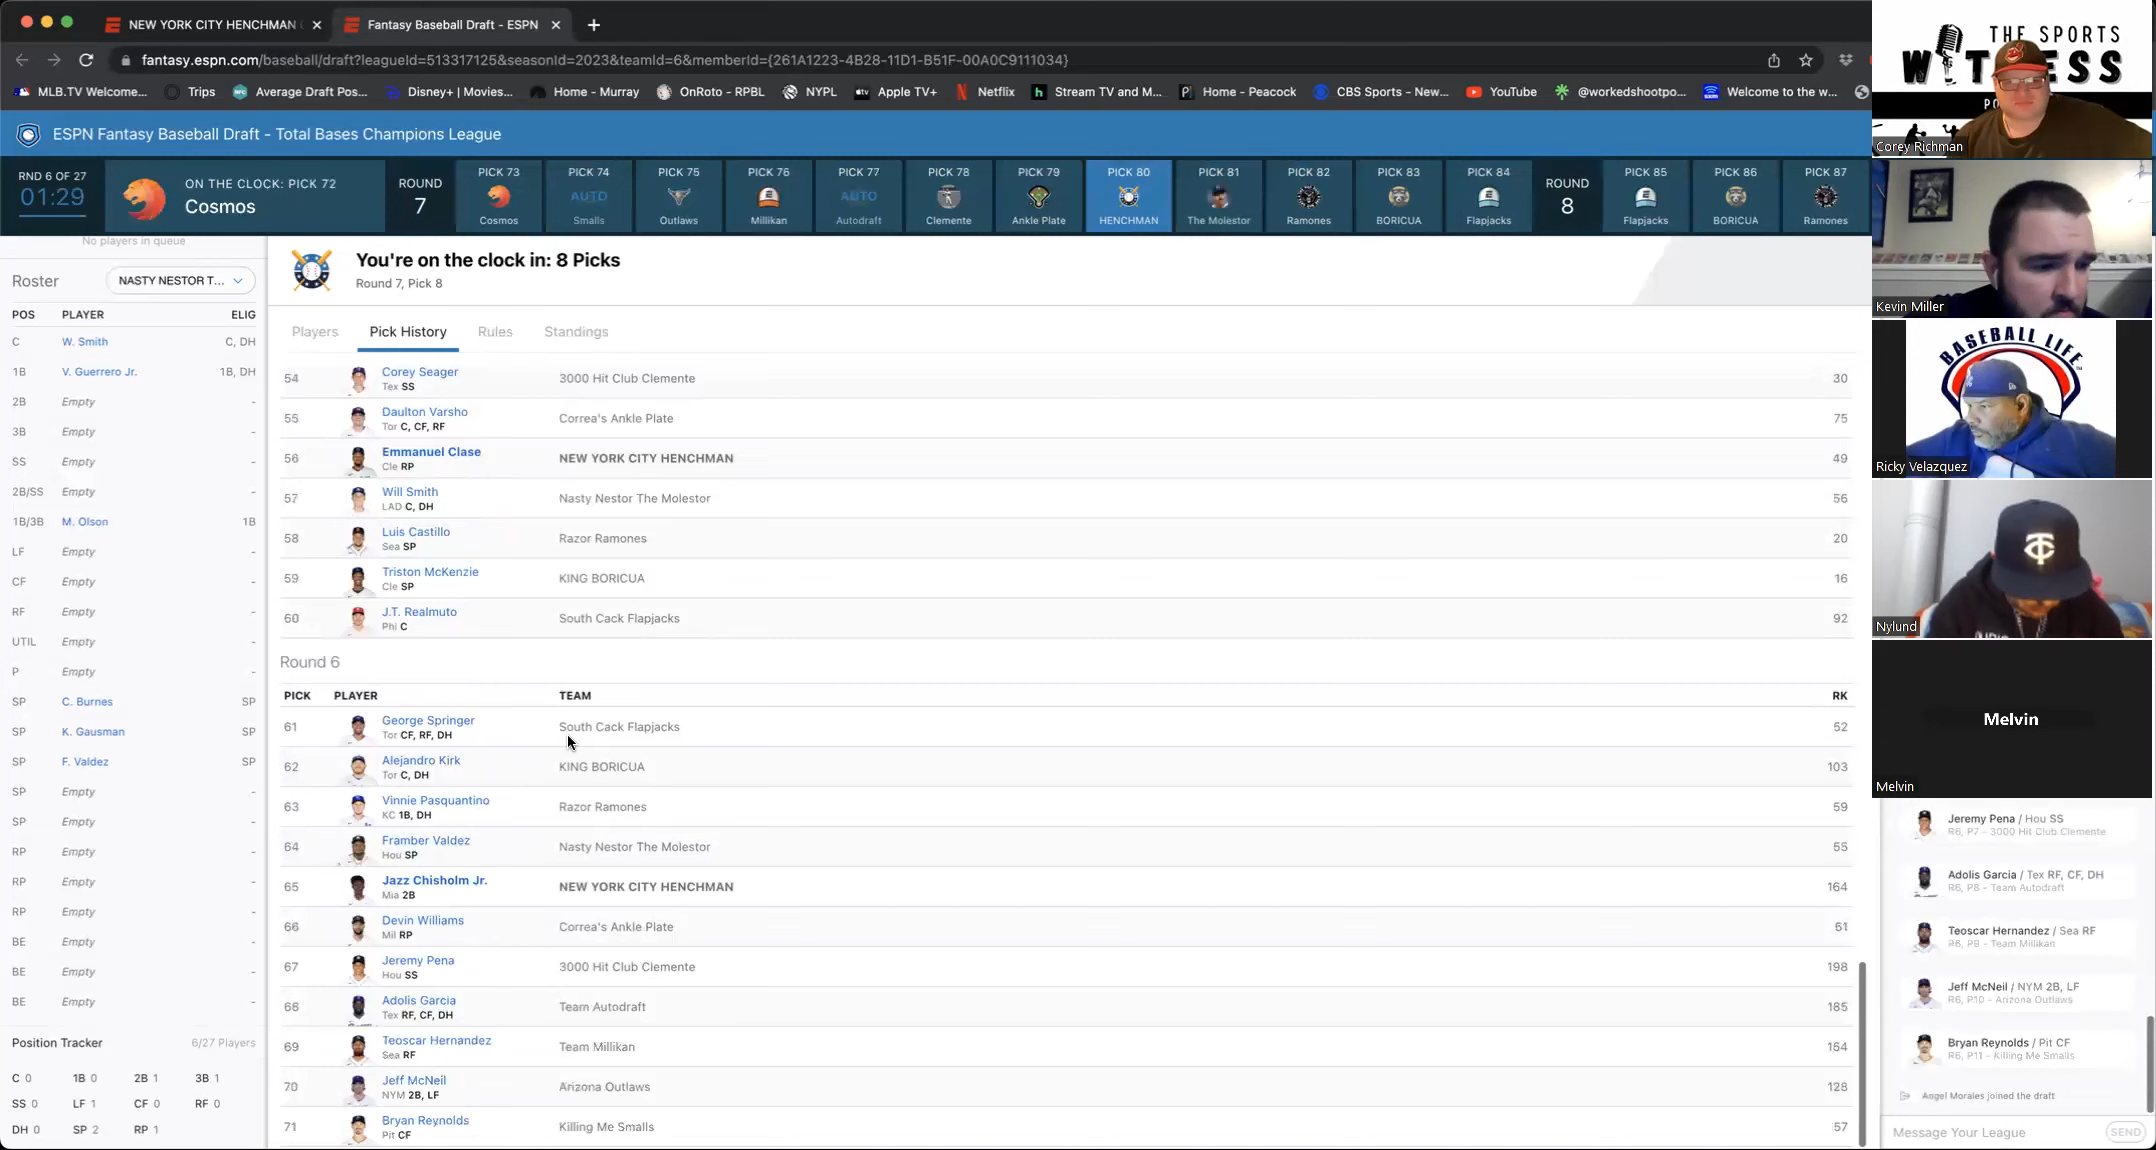 NEW YORK CITY HENCHMAN
Fantasy Baseball Draft - ESPN
fantasy.espn.com/baseball/draft?leagueId=513317125&seasonId=2023&teamId=6&memberId={261A1223-4B28-11D1-B51F-00A0C9111034}
MLB.TV Welcome... Trips Average Draft Pos... Disney+ | Movies... Home - Murray OnRoto - RPBL NYPL Apple TV+ Netflix Stream TV and M... Home - Peacock CBS Sports - New... YouTube @workedshootpo... Welcome to the w...
ESPN Fantasy Baseball Draft - Total Bases Champions League
RND 6 OF 27
01:29
ON THE CLOCK: PICK 72
Cosmos
ROUND
7
PICK 73
Cosmos
PICK 74
AUTO
Smalls
PICK 75
Outlaws
PICK 76
Millikan
PICK 77
AUTO
Autodraft
PICK 78
Clemente
PICK 79
Ankle Plate
PICK 80
HENCHMAN
PICK 81
The Molestor
PICK 82
Ramones
PICK 83
BORICUA
PICK 84
Flapjacks
ROUND
8
PICK 85
Flapjacks
PICK 86
BORICUA
PICK 87
Ramones
No players in queue
Roster NASTY NESTOR T...
POS PLAYER ELIG
C W. Smith C, DH
1B V. Guerrero Jr. 1B, DH
2B Empty -
3B Empty -
SS Empty -
2B/SS Empty -
1B/3B M. Olson 1B
LF Empty -
CF Empty -
RF Empty -
UTIL Empty -
P Empty -
SP C. Burnes SP
SP K. Gausman SP
SP F. Valdez SP
SP Empty -
SP Empty -
RP Empty -
RP Empty -
RP Empty -
BE Empty -
BE Empty -
BE Empty -
Position Tracker 6/27 Players
C 0 1B 0 2B 1 3B 1
SS 0 LF 1 CF 0 RF 0
DH 0 SP 2 RP 1
You're on the clock in: 8 Picks
Round 7, Pick 8
Players Pick History Rules Standings
54 Corey Seager 3000 Hit Club Clemente 30
Tex SS
55 Daulton Varsho Correa's Ankle Plate 75
Tor C, CF, RF
56 Emmanuel Clase NEW YORK CITY HENCHMAN 49
Cle RP
57 Will Smith Nasty Nestor The Molestor 56
LAD C, DH
58 Luis Castillo Razor Ramones 20
Sea SP
59 Triston McKenzie KING BORICUA 16
Cle SP
60 J.T. Realmuto South Cack Flapjacks 92
Phi C
Round 6
PICK PLAYER TEAM RK
61 George Springer South Cack Flapjacks 52
Tor CF, RF, DH
62 Alejandro Kirk KING BORICUA 103
Tor C, DH
63 Vinnie Pasquantino Razor Ramones 59
KC 1B, DH
64 Framber Valdez Nasty Nestor The Molestor 55
Hou SP
65 Jazz Chisholm Jr. NEW YORK CITY HENCHMAN 164
Mia 2B
66 Devin Williams Correa's Ankle Plate 61
Mil RP
67 Jeremy Pena 3000 Hit Club Clemente 198
Hou SS
68 Adolis Garcia Team Autodraft 185
Tex RF, CF, DH
69 Teoscar Hernandez Team Millikan 164
Sea RF
70 Jeff McNeil Arizona Outlaws 128
NYM 2B, LF
71 Bryan Reynolds Killing Me Smalls 57
Pit CF
THE SPORTS
W T ESS
PO
Corey Richman
Kevin Miller
BASEBALL LIFE
Ricky Velazquez
TC
Nylund
Melvin
Melvin
Jeremy Pena / Hou SS
R6, P7 - 3000 Hit Club Clemente
Adolis Garcia / Tex RF, CF, DH
R6, P8 - Team Autodraft
Teoscar Hernandez / Sea RF
R6, P9 - Team Millikan
Jeff McNeil / NYM 2B, LF
R6, P10 - Arizona Outlaws
Bryan Reynolds / Pit CF
R6, P11 - Killing Me Smalls
Angel Morales joined the draft
Message Your League SEND